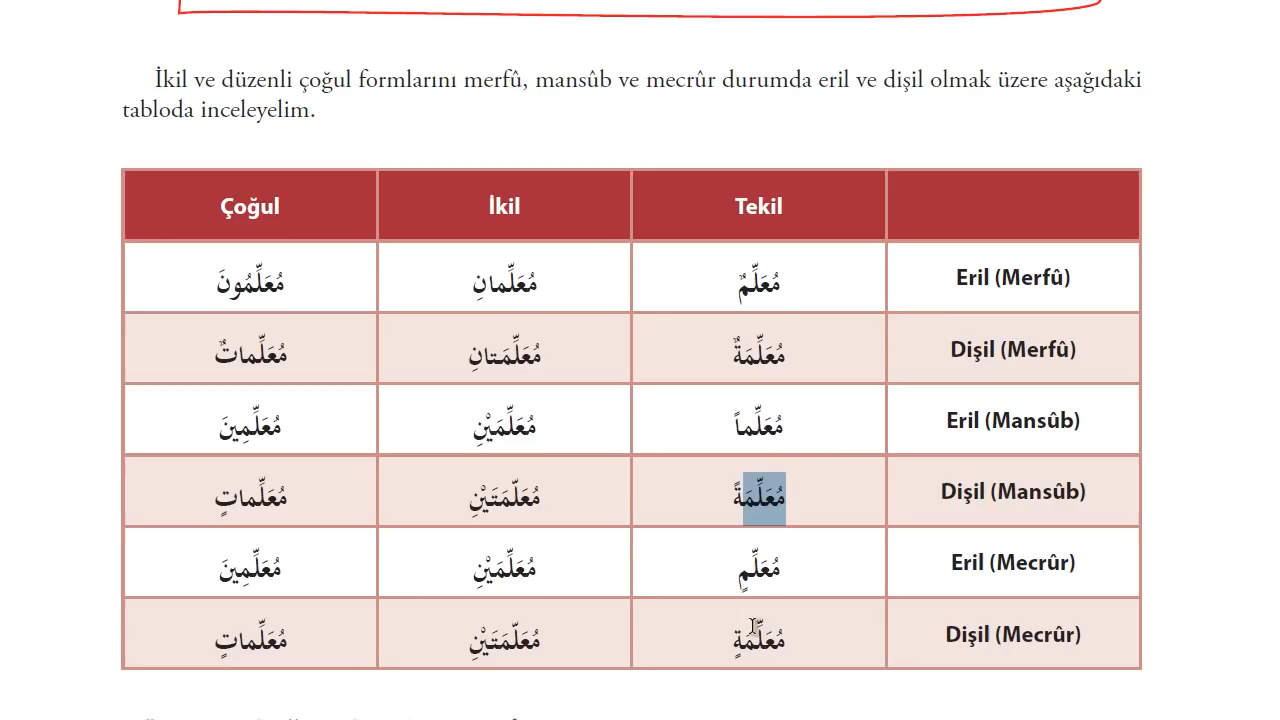 İkil ve düzenli çoğul formlarını merfû, mansûb ve mecrûr durumda eril ve dişil olmak üzere aşağıdaki
tabloda inceleyelim.
Çoğul İkil Tekil
مُعَلِّمُونَ مُعَلِّمانِ مُعَلِّمٌ Eril (Merfû)
مُعَلِّماتٌ مُعَلِّمَتانِ مُعَلِّمَةٌ Dişil (Merfû)
مُعَلِّمِينَ مُعَلِّمَيْنِ مُعَلِّماً Eril (Mansûb)
مُعَلِّماتٍ مُعَلّمَتَيْنِ مُعَلِّمَةً Dişil (Mansûb)
مُعَلِّمِينَ مُعَلِّمَيْنِ مُعَلِّمٍ Eril (Mecrûr)
مُعَلِّماتٍ مُعَلّمَتَيْنِ مُعَلِّمَةٍ Dişil (Mecrûr)